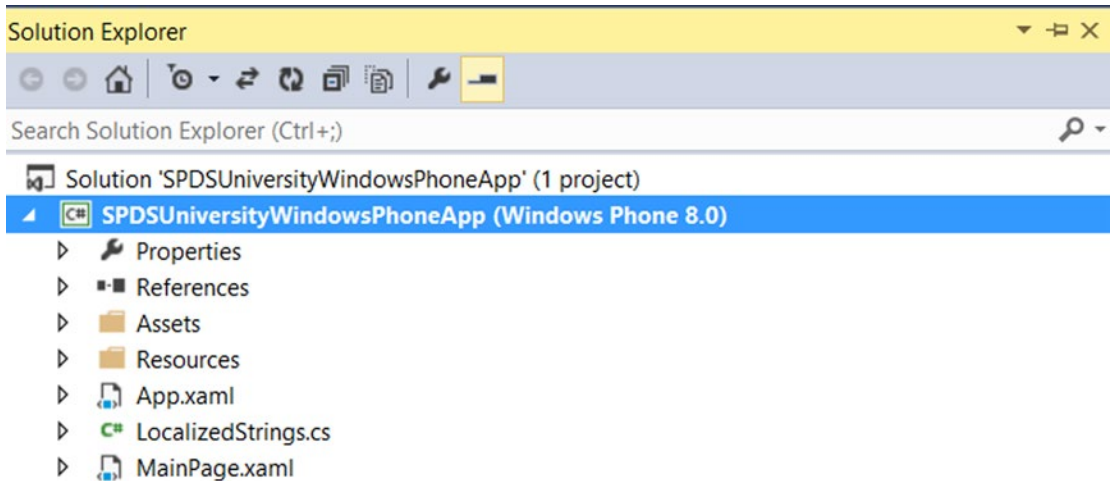 Solution Explorer
Search Solution Explorer (Ctrl+;)
Solution 'SPDSUniversityWindowsPhoneApp' (1 project)
C# SPDSUniversityWindowsPhoneApp (Windows Phone 8.0)
Properties
References
Assets
Resources
App.xaml
C# LocalizedStrings.cs
MainPage.xaml